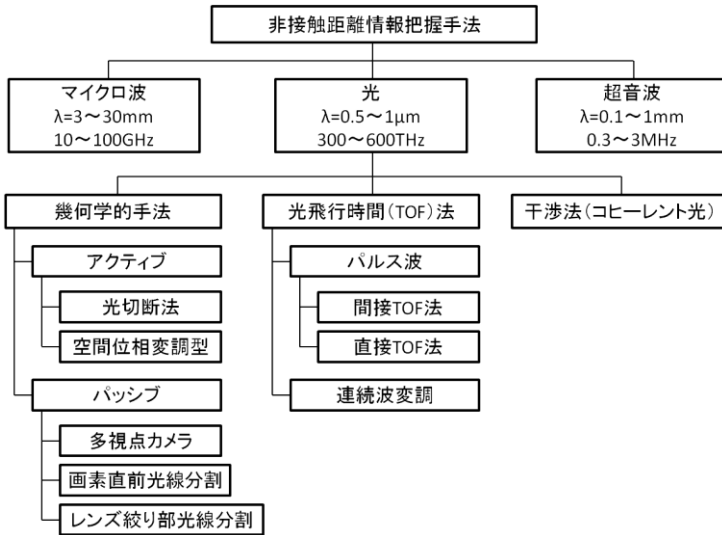 非接触距離情報把握手法
マイクロ波
λ=3～30mm
10～100GHz
光
λ=0.5～1μm
300～600THz
超音波
λ=0.1～1mm
0.3～3MHz
幾何学的手法
光飛行時間(TOF)法
干渉法(コヒーレント光)
アクティブ
光切断法
空間位相変調型
パッシブ
多視点カメラ
画素直前光線分割
レンズ絞り部光線分割
パルス波
間接TOF法
直接TOF法
連続波変調